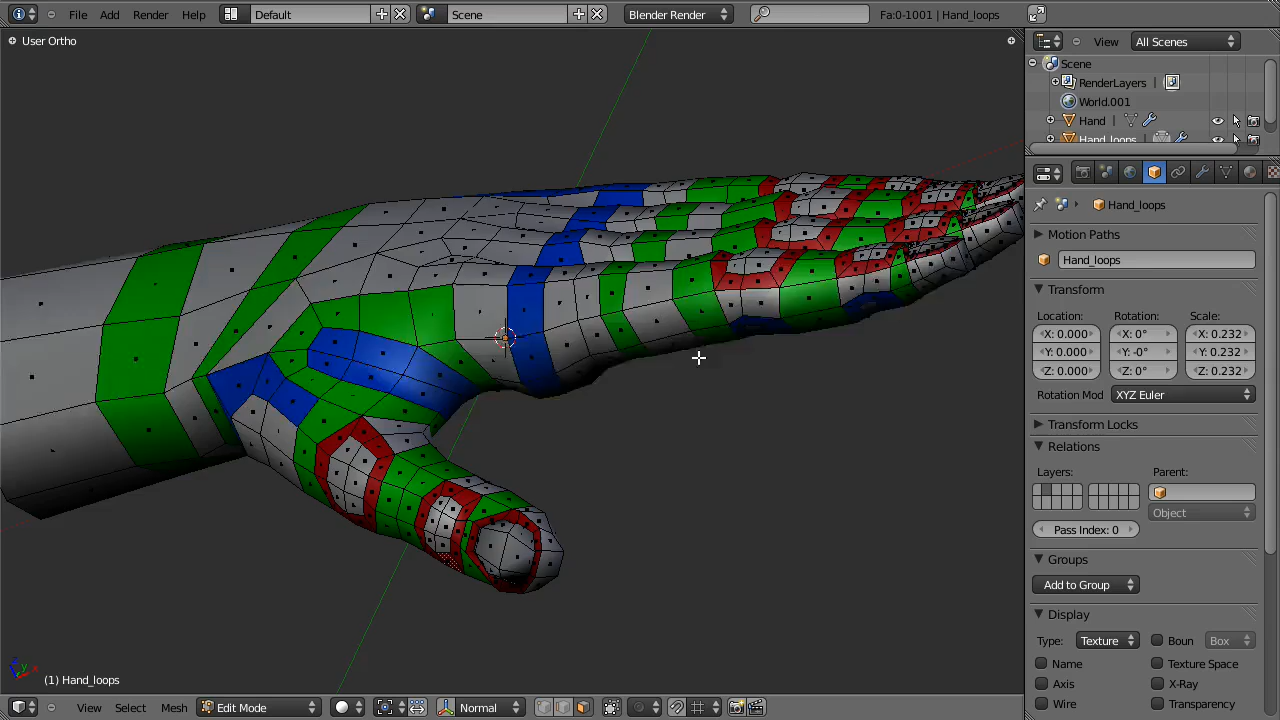 File Add Render Help Default Scene Blender Render Fa:0-1001 | Hand_loops
User Ortho
View All Scenes
Scene
RenderLayers |
World.001
Hand |
Hand_loops |
Hand_loops
Motion Paths
Hand_loops
Transform
Location: Rotation: Scale:
X: 0.000 X: 0° X: 0.232
Y: 0.000 Y: -0° Y: 0.232
Z: 0.000 Z: 0° Z: 0.232
Rotation Mod XYZ Euler
Transform Locks
Relations
Layers: Parent:
Object
Pass Index: 0
Groups
Add to Group
Display
Type: Texture Boun Box
Name Texture Space
Axis X-Ray
Wire Transparency
z y x
(1) Hand_loops
View Select Mesh Edit Mode Normal